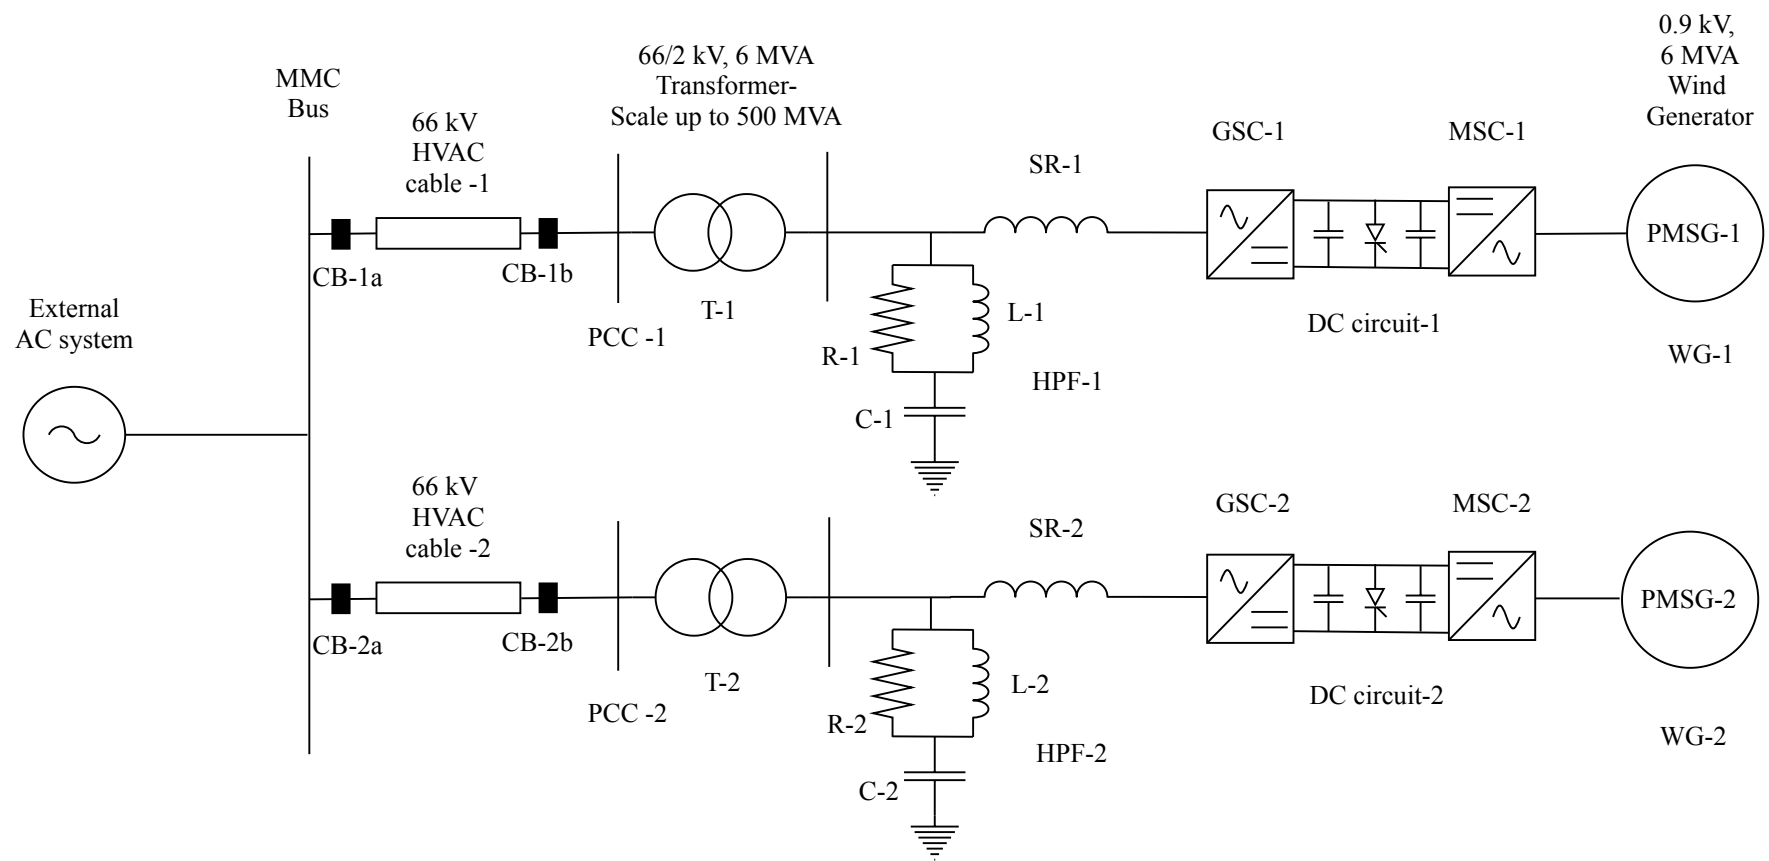 0.9 kV,
6 MVA
Wind
Generator
66/2 kV, 6 MVA
Transformer-
Scale up to 500 MVA
MMC
Bus
66 kV
HVAC
cable -1
GSC-1
MSC-1
SR-1
PMSG-1
CB-1a
CB-1b
External
AC system
T-1
L-1
PCC -1
R-1
DC circuit-1
WG-1
HPF-1
C-1
66 kV
HVAC
cable -2
GSC-2
MSC-2
SR-2
PMSG-2
CB-2a
CB-2b
T-2
L-2
PCC -2
R-2
DC circuit-2
WG-2
HPF-2
C-2